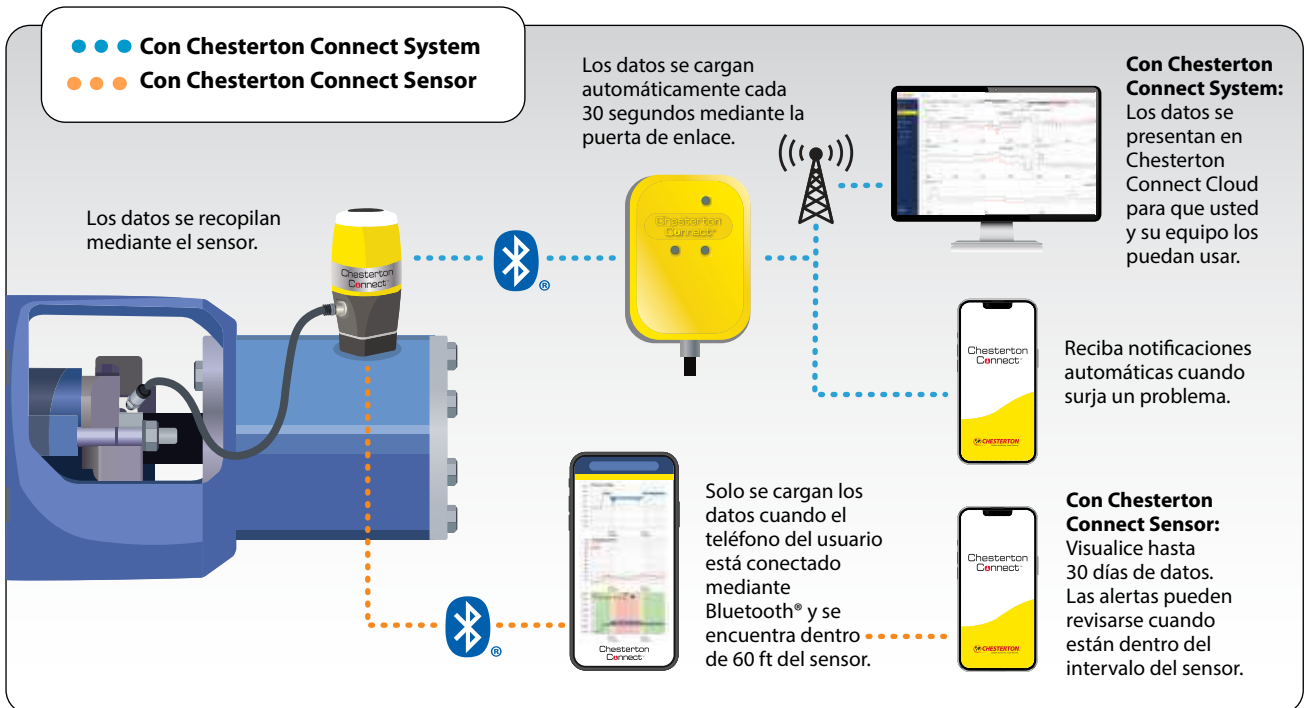 Con Chesterton Connect System
Con Chesterton Connect Sensor
Los datos se recopilan
mediante el sensor.
Chesterton
Connect
®
Los datos se cargan
automáticamente cada
30 segundos mediante la
puerta de enlace.
Chesterton
Connect®
Con Chesterton
Connect System:
Los datos se
presentan en
Chesterton
Connect Cloud
para que usted
y su equipo los
puedan usar.
Chesterton
Connect
CHESTERTON
Reciba notificaciones
automáticas cuando
surja un problema.
®
Chesterton
Connect
Solo se cargan los
datos cuando el
teléfono del usuario
está conectado
mediante
Bluetooth® y se
encuentra dentro
de 60 ft del sensor.
Chesterton
Connect
CHESTERTON
Con Chesterton
Connect Sensor:
Visualice hasta
30 días de datos.
Las alertas pueden
revisarse cuando
están dentro del
intervalo del sensor.